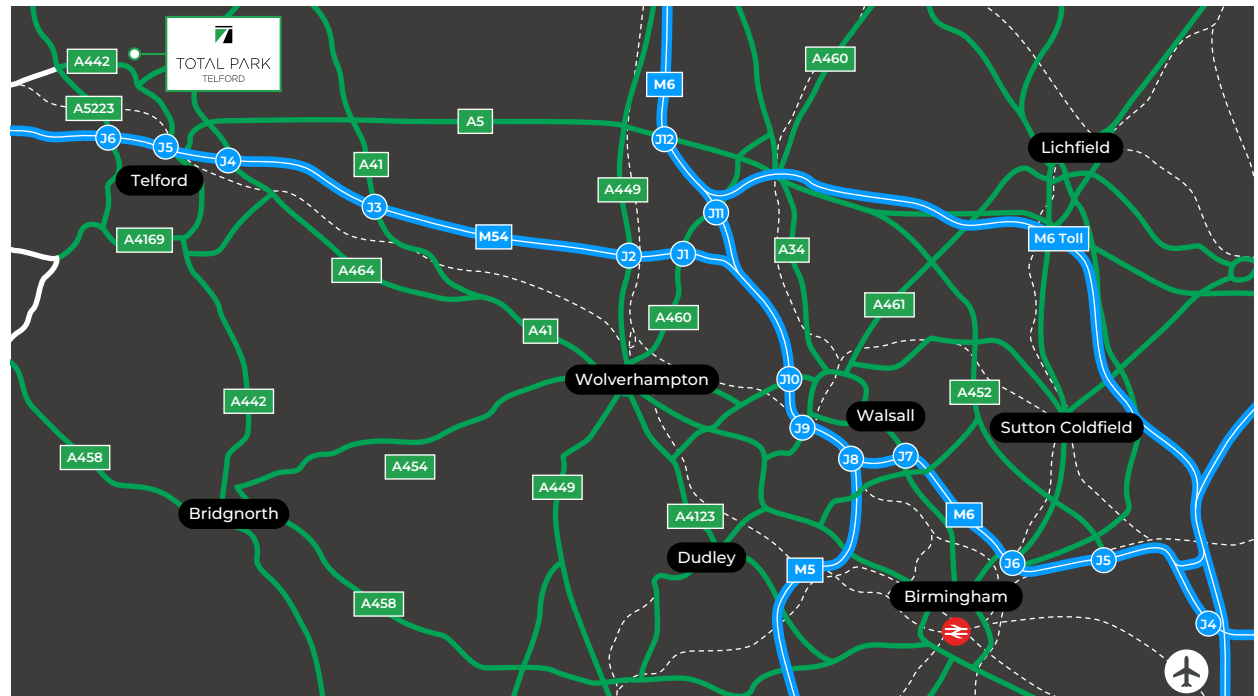 TOTAL PARK
TELFORD
A442
A460
M6
A5223
A5
J12
J6
J5
J4
A41
Lichfield
Telford
A449
J3
J11
A4169
M54
J2
J1
A34
M6 Toll
A464
A461
A41
A460
Wolverhampton
J10
A442
A452
Walsall
J9
Sutton Coldfield
A458
A454
J8
J7
A449
Bridgnorth
A4123
M6
Dudley
M5
J6
J5
A458
Birmingham
J4